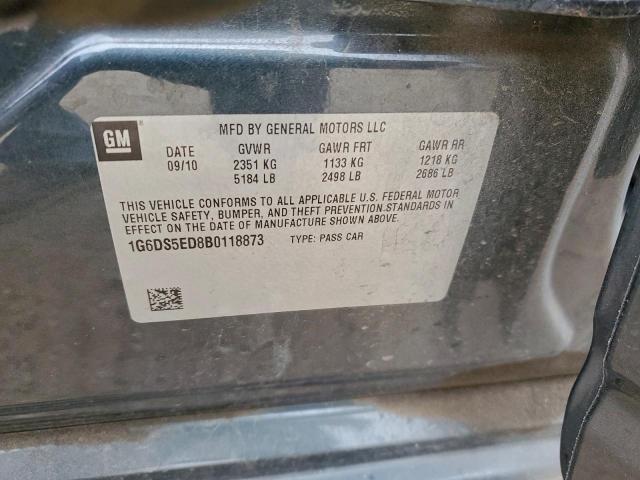 GM
MFD BY GENERAL MOTORS LLC
DATE GVWR GAWR FRT GAWR RR
09/10 2351 KG 1133 KG 1218 KG
5184 LB 2498 LB 2686 LB
THIS VEHICLE CONFORMS TO ALL APPLICABLE U.S. FEDERAL MOTOR
VEHICLE SAFETY, BUMPER, AND THEFT PREVENTION STANDARDS IN
EFFECT ON THE DATE OF MANUFACTURE SHOWN ABOVE.
1G6DS5ED8B0118873 TYPE: PASS CAR